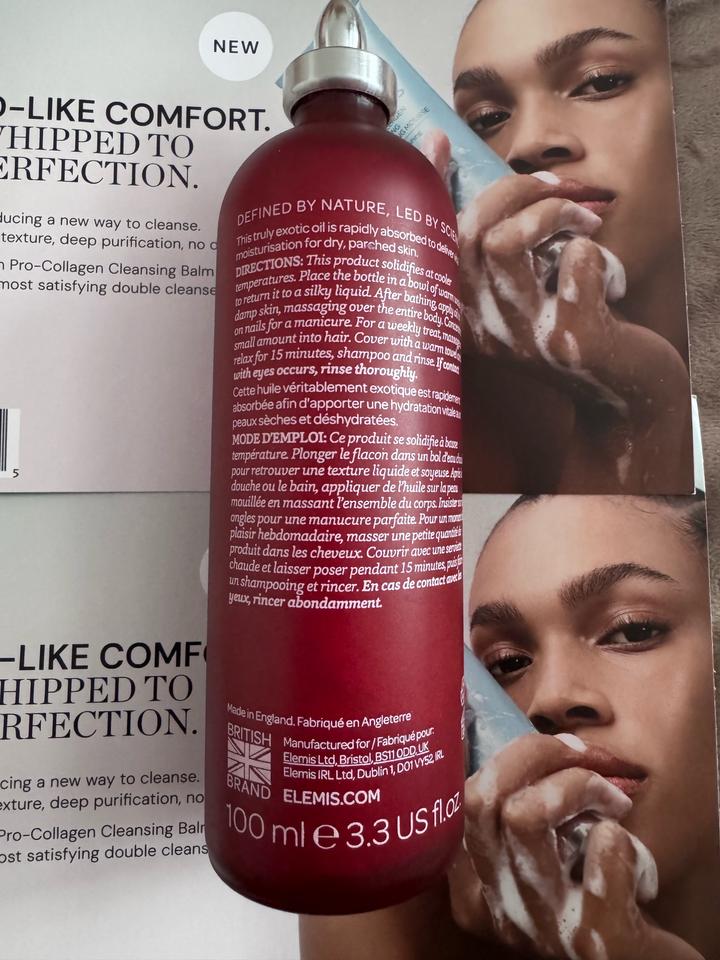 NEW
-LIKE COMFORT.
WHIPPED TO
ERFECTION.
ducing a new way to cleanse.
texture, deep purification, no
Pro-Collagen Cleansing Balm
most satisfying double cleanse
5
DEFINED BY NATURE, LED BY
This truly exotic oil is rapidly absorbed to deliver
moisturisation for dry, parched skin.
DIRECTIONS: This product solidifies at cooler
temperatures. Place the bottle in a bowl of warm
to return it to a silky liquid. After bathing, apply
damp skin, massaging over the entire body.
on nails for a manicure. For a weekly treat,
small amount into hair. Cover with a warm
relax for 15 minutes, shampoo and rinse. If contact
with eyes occurs, rinse thoroughly.
Cette huile véritablement exotique est rapidement
absorbée afin d'apporter une hydratation vitale
peaux sèches et déshydratées.
MODE D'EMPLOI: Ce produit se solidifie à basse
température. Plonger le flacon dans un bol d'eau
pour retrouver une texture liquide et soyeuse. Après
douche ou le bain, appliquer de l'huile sur la peau
mouillée en massant l'ensemble du corps. Insister
ongles pour une manucure parfaite. Pour un
plaisir hebdomadaire, masser une petite quantité
produit dans les cheveux. Couvrir avec une serviette
chaude et laisser poser pendant 15 minutes, puis
un shampooing et rincer. En cas de contact avec
yeux, rincer abondamment.
Made in England. Fabriqué en Angleterre
BRITISH
BRAND
Manufactured for / Fabriqué pour:
Elemis Ltd, Bristol, BS11 0DD, UK
Elemis IRL Ltd, Dublin 1, D01 VY52, IRL
ELEMIS.COM
100 ml e 3.3 US fl.oz.
-LIKE COMF
HIPPED TO
RFECTION.
cing a new way to cleanse.
exture, deep purification, no
Pro-Collagen Cleansing Balm
ost satisfying double cleans